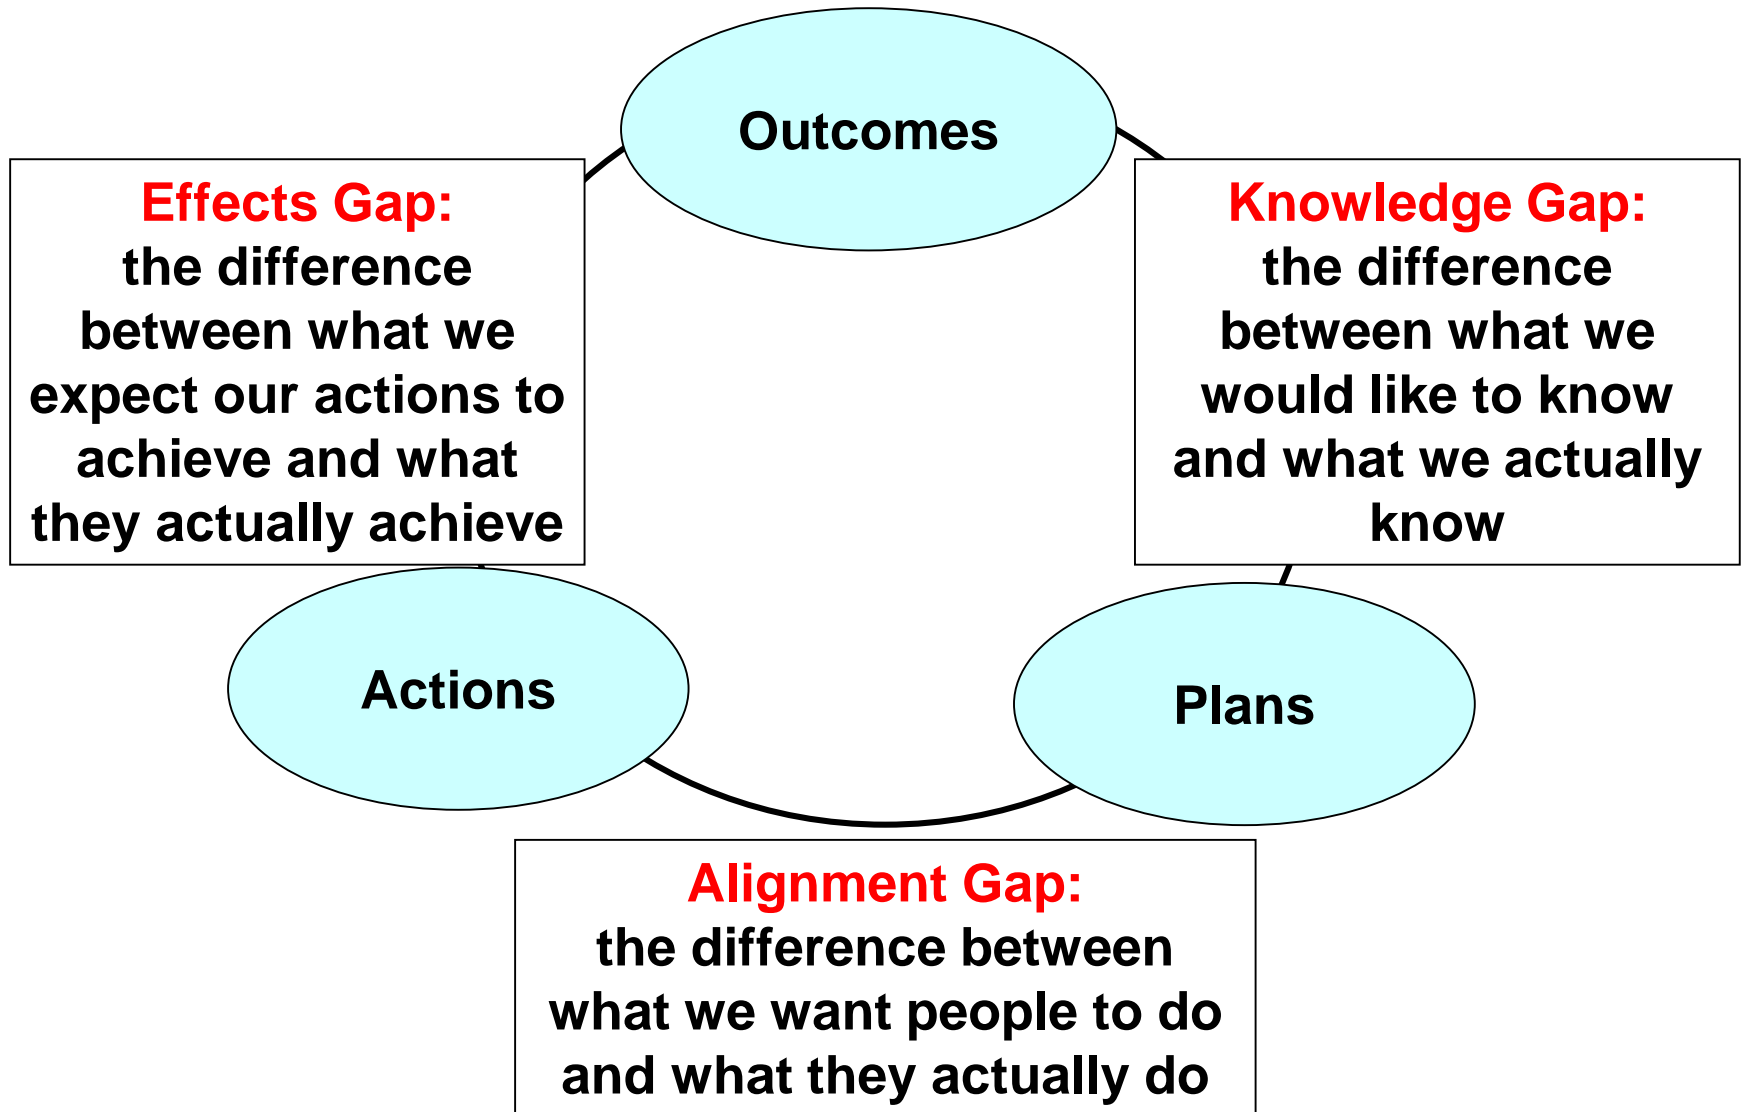 Outcomes
Effects Gap:
the difference
between what we
expect our actions to
achieve and what
they actually achieve
Knowledge Gap:
the difference
between what we
would like to know
and what we actually
know
Actions
Plans
Alignment Gap:
the difference between
what we want people to do
and what they actually do